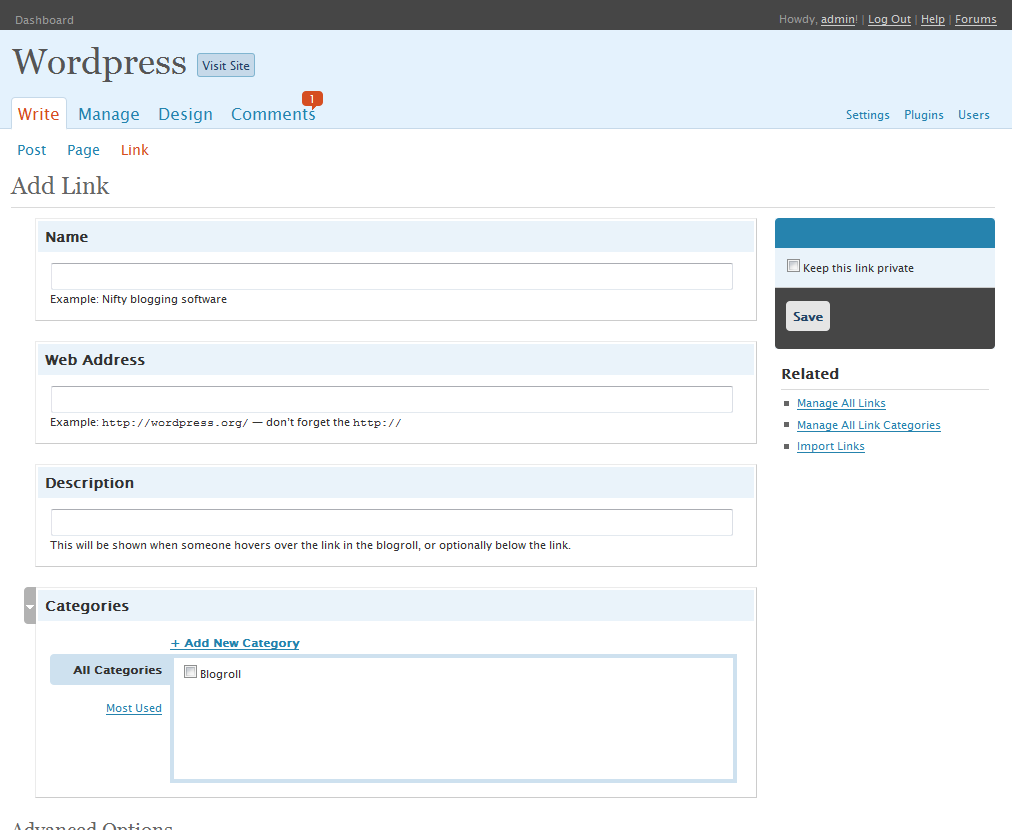 Dashboard
Howdy, admin! | Log Out | Help | Forums
Wordpress Visit Site
1
Write Manage Design Comments
Settings Plugins Users
Post Page Link
Add Link
Name
Example: Nifty blogging software
Web Address
Example: http://wordpress.org/ — don't forget the http://
Description
This will be shown when someone hovers over the link in the blogroll, or optionally below the link.
Categories
+ Add New Category
All Categories
Most Used
Blogroll
Keep this link private
Save
Related
Manage All Links
Manage All Link Categories
Import Links
Advanced Options